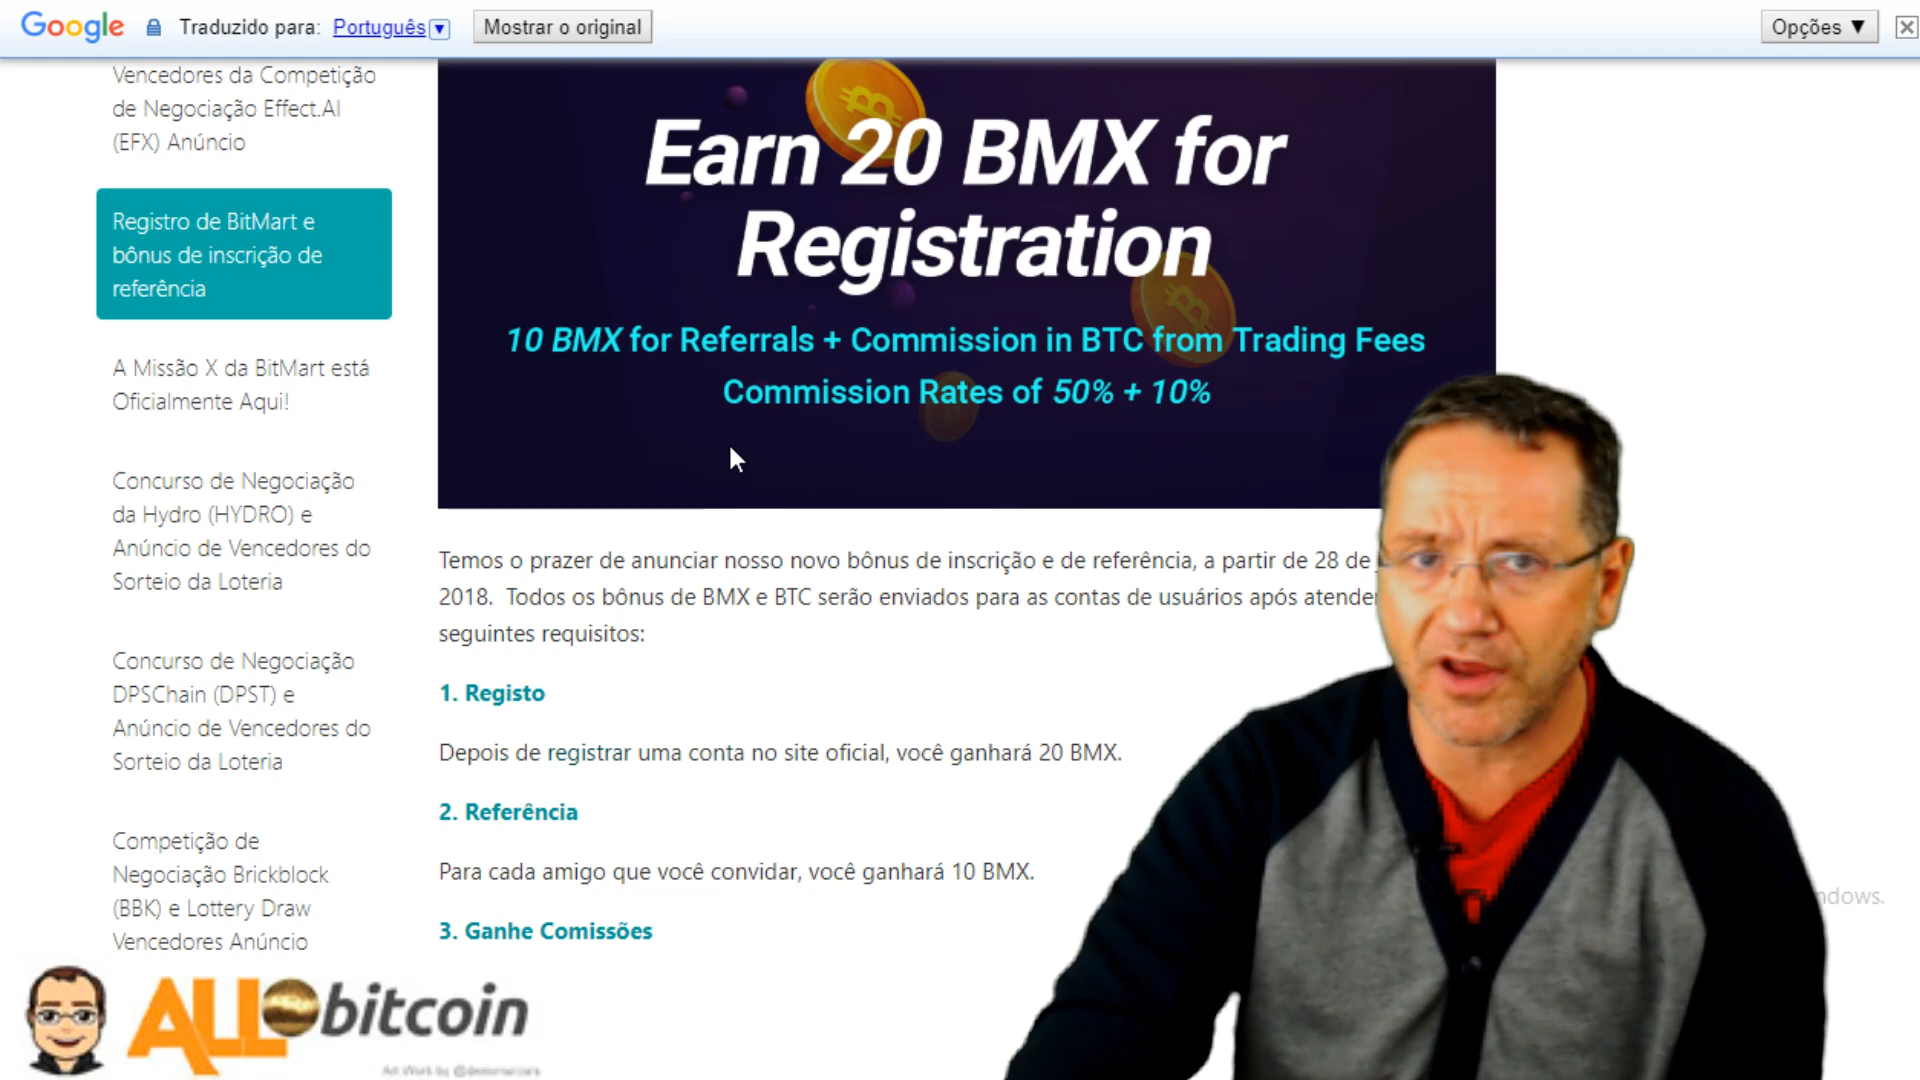 Google Traduzido para: Português ▼ Mostrar o original Opções ▼
Vencedores da Competição
de Negociação Effect.AI
(EFX) Anúncio
Registro de BitMart e
bônus de inscrição de
referência
A Missão X da BitMart está
Oficialmente Aqui!
Concurso de Negociação
da Hydro (HYDRO) e
Anúncio de Vencedores do
Sorteio da Loteria
Concurso de Negociação
DPSChain (DPST) e
Anúncio de Vencedores do
Sorteio da Loteria
Competição de
Negociação Brickblock
(BBK) e Lottery Draw
Vencedores Anúncio
Earn 20 BMX for
Registration
10 BMX for Referrals + Commission in BTC from Trading Fees
Commission Rates of 50% + 10%
Temos o prazer de anunciar nosso novo bônus de inscrição e de referência, a partir de 28 de
2018. Todos os bônus de BMX e BTC serão enviados para as contas de usuários após
seguintes requisitos:
1. Registo
Depois de registrar uma conta no site oficial, você ganhará 20 BMX.
2. Referência
Para cada amigo que você convidar, você ganhará 10 BMX.
3. Ganhe Comissões
ALL bitcoin
Art Work by